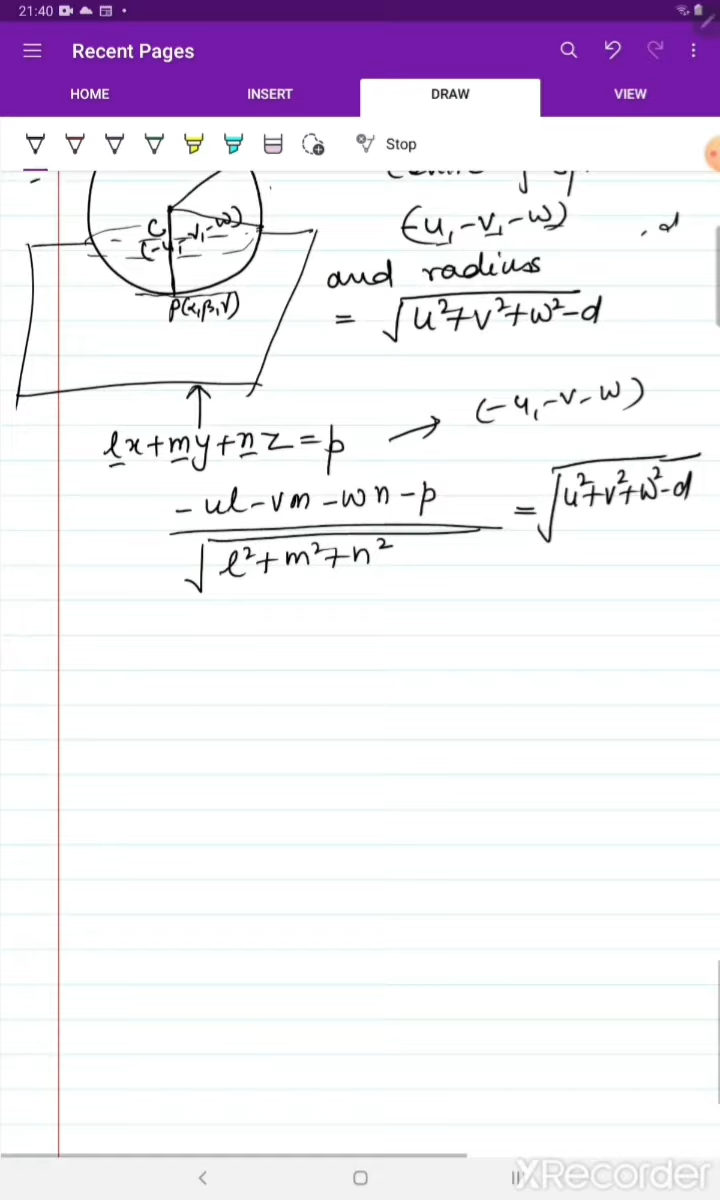 21:40
Recent Pages
HOME INSERT DRAW VIEW
Stop
(-u, -v, -w)
C
(-u, -v, -w)
, d
and radius
P(α, β, γ)
= √u²+v²+w²-d
(-u, -v -w)
lx+my+nz=p
-ul-vm-wn-p
= √u²+v²+w²-d
√l²+m²+n²
XRecorder